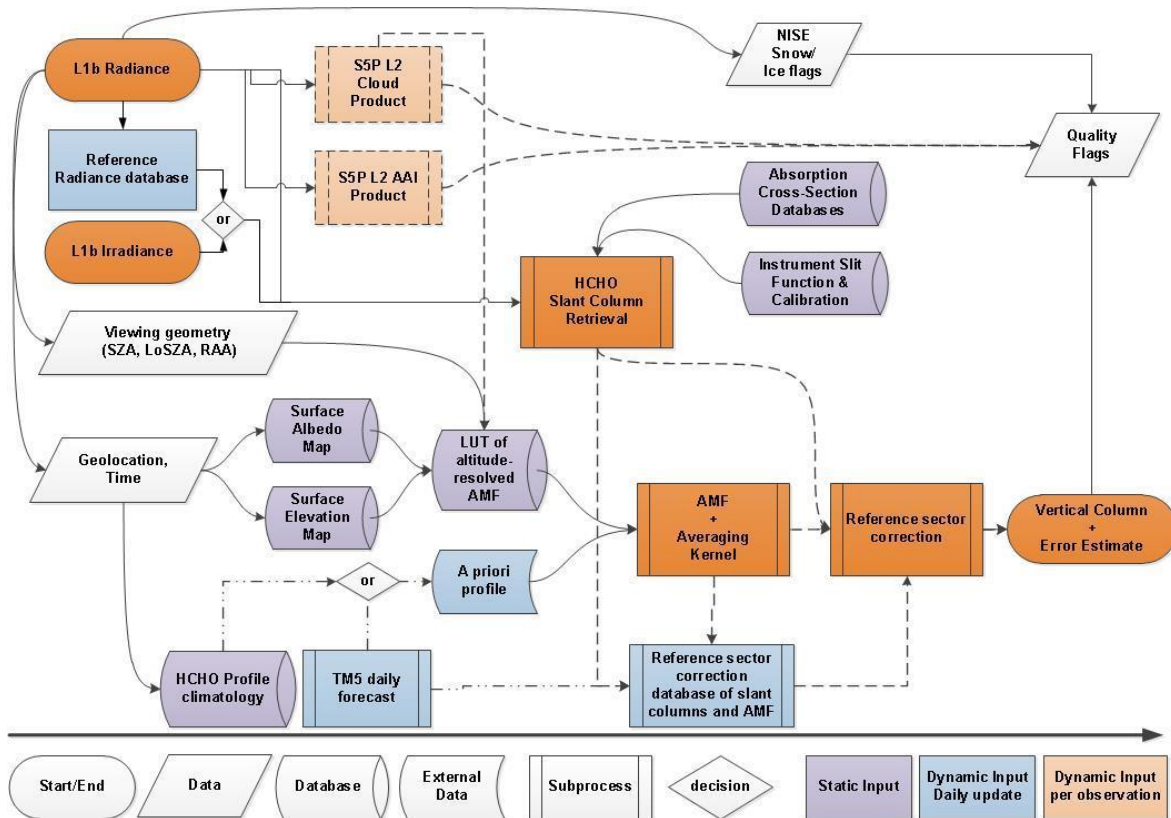 L1b Radiance
S5P L2
Cloud
Product
NISE
Snow/
Ice flags
Reference
Radiance database
or
S5P L2 AAI
Product
Quality
Flags
Absorption
Cross-Section
Databases
L1b Irradiance
HCHO
Slant Column
Retrieval
Instrument Slit
Function &
Calibration
Viewing geometry
(SZA, LoSZA, RAA)
Surface
Albedo
Map
Geolocation,
Time
LUT of
altitude-
resolved
AMF
Surface
Elevation
Map
AMF
+
Averaging
Kernel
Reference sector
correction
Vertical Column
+
Error Estimate
or
A priori
profile
HCHO Profile
climatology
TM5 daily
forecast
Reference sector
correction
database of slant
columns and AMF
Start/End
Data
Database
External
Data
Subprocess
decision
Static Input
Dynamic Input
Daily update
Dynamic Input
per observation